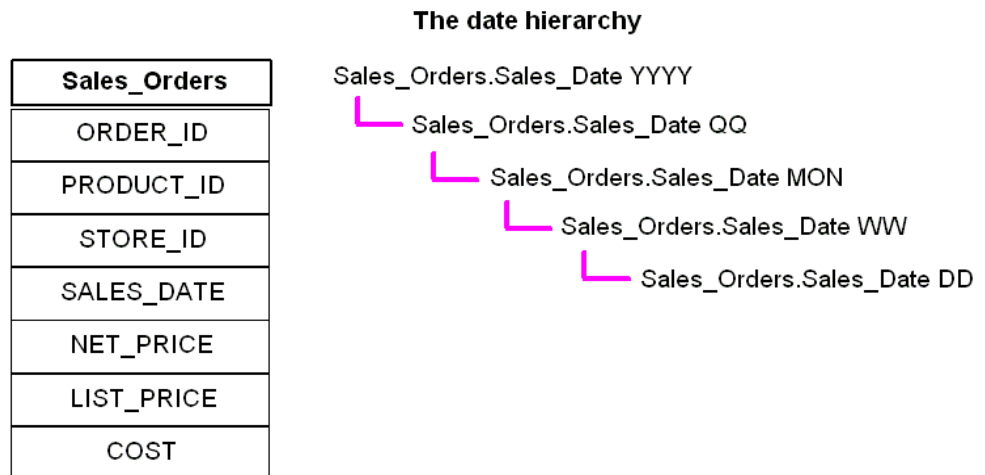 The date hierarchy
Sales_Orders
ORDER_ID
PRODUCT_ID
STORE_ID
SALES_DATE
NET_PRICE
LIST_PRICE
COST
Sales_Orders.Sales_Date YYYY
Sales_Orders.Sales_Date QQ
Sales_Orders.Sales_Date MON
Sales_Orders.Sales_Date WW
Sales_Orders.Sales_Date DD